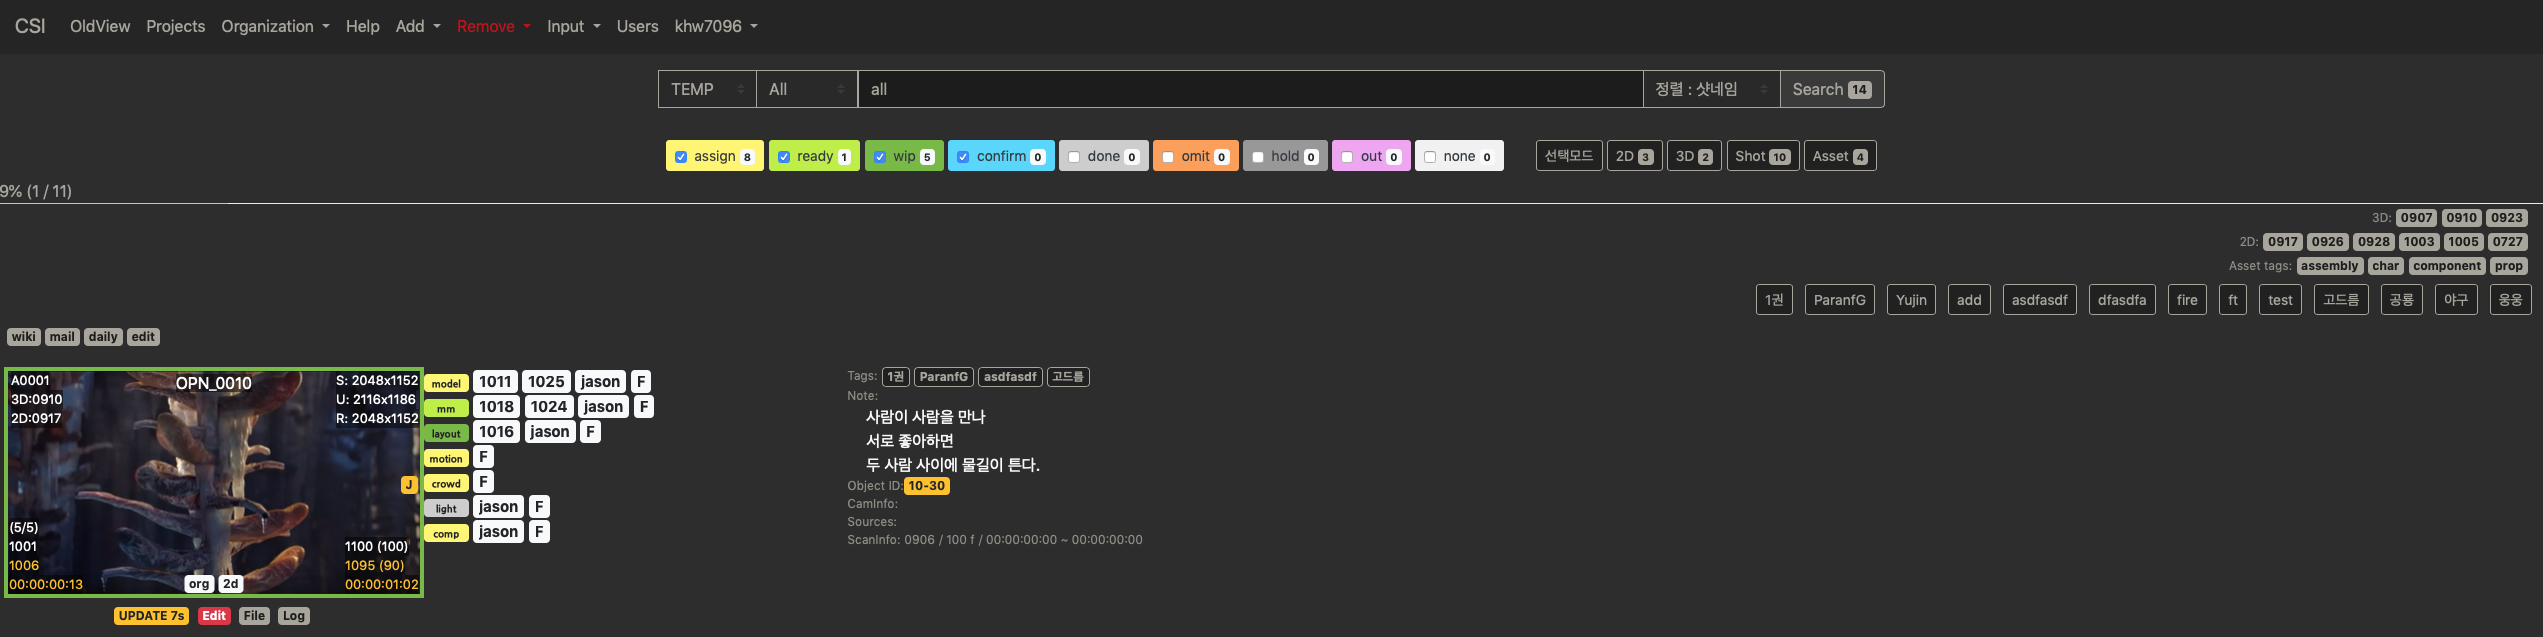 CSI OldView Projects Organization Help Add Remove Input Users khw7096
TEMP All all 정렬 : 샷네임 Search 14
assign 8 ready 1 wip 5 confirm 0 done 0 omit 0 hold 0 out 0 none 0 선택모드 2D 3 3D 2 Shot 10 Asset 4
9% (1 / 11)
3D: 0907 0910 0923
2D: 0917 0926 0928 1003 1005 0727
Asset tags: assembly char component prop
1권 ParanfG Yujin add asdfasdf dfasdfa fire ft test 고드름 공룡 야구 웅웅
wiki mail daily edit
A0001 OPN_0010 S: 2048x1152
3D:0910 U: 2116x1186
2D:0917 R: 2048x1152
J
(5/5)
1001 1100 (100)
1006 1095 (90)
00:00:00:13 org 2d 00:00:01:02
UPDATE 7s Edit File Log
model 1011 1025 jason F
mm 1018 1024 jason F
layout 1016 jason F
motion F
crowd F
light jason F
comp jason F
Tags: 1권 ParanfG asdfasdf 고드름
Note:
사람이 사람을 만나
서로 좋아하면
두 사람 사이에 물길이 튼다.
Object ID: 10-30
CamInfo:
Sources:
ScanInfo: 0906 / 100 f / 00:00:00:00 ~ 00:00:00:00